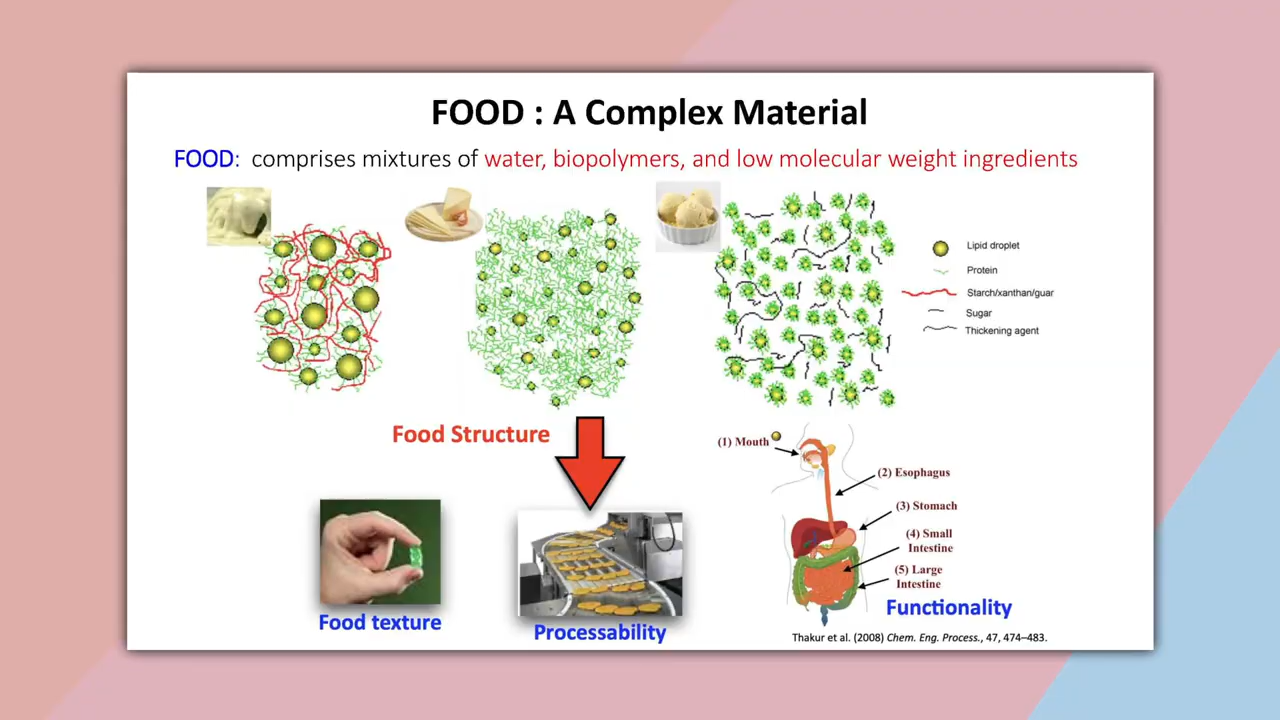 FOOD : A Complex Material
FOOD: comprises mixtures of water, biopolymers, and low molecular weight ingredients
Lipid droplet
Protein
Starch/xanthan/guar
Sugar
Thickening agent
Food Structure
(1) Mouth
(2) Esophagus
(3) Stomach
(4) Small
Intestine
(5) Large
Intestine
Food texture
Processability
Functionality
Thakur et al. (2008) Chem. Eng. Process., 47, 474–483.